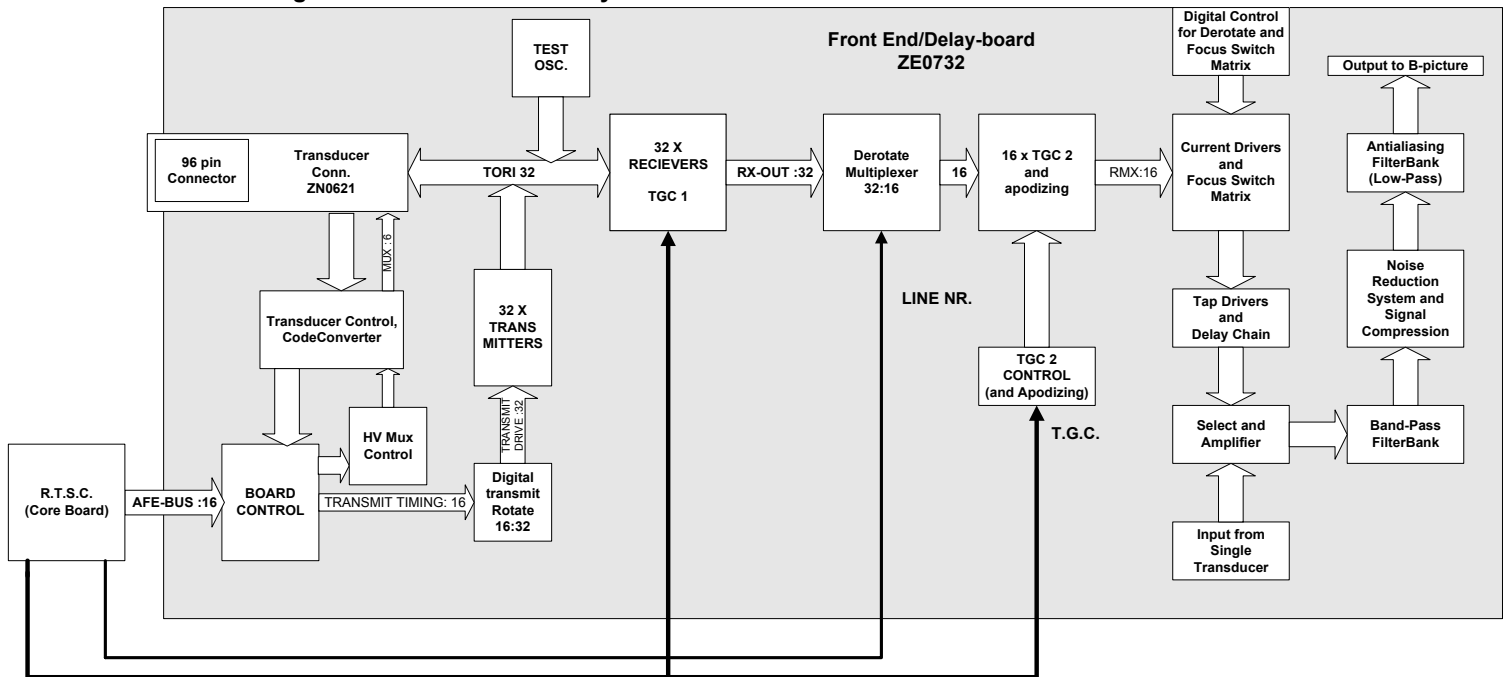 Front End/Delay-board
ZE0732
TEST
OSC.
Digital Control
for Derotate and
Focus Switch
Matrix
Output to B-picture
96 pin
Connector
Transducer
Conn.
ZN0621
TORI 32
32 X
RECIEVERS
TGC 1
RX-OUT :32
Derotate
Multiplexer
32:16
16
16 x TGC 2
and
apodizing
RMX:16
Current Drivers
and
Focus Switch
Matrix
Antialiasing
FilterBank
(Low-Pass)
MUX : 6
Transducer Control,
CodeConverter
32 X
TRANS
MITTERS
LINE NR.
Tap Drivers
and
Delay Chain
Noise
Reduction
System and
Signal
Compression
TGC 2
CONTROL
(and Apodizing)
T.G.C.
HV Mux
Control
TRANSMIT
DRIVE :32
Select and
Amplifier
Band-Pass
FilterBank
R.T.S.C.
(Core Board)
AFE-BUS :16
BOARD
CONTROL
TRANSMIT TIMING: 16
Digital
transmit
Rotate
16:32
Input from
Single
Transducer